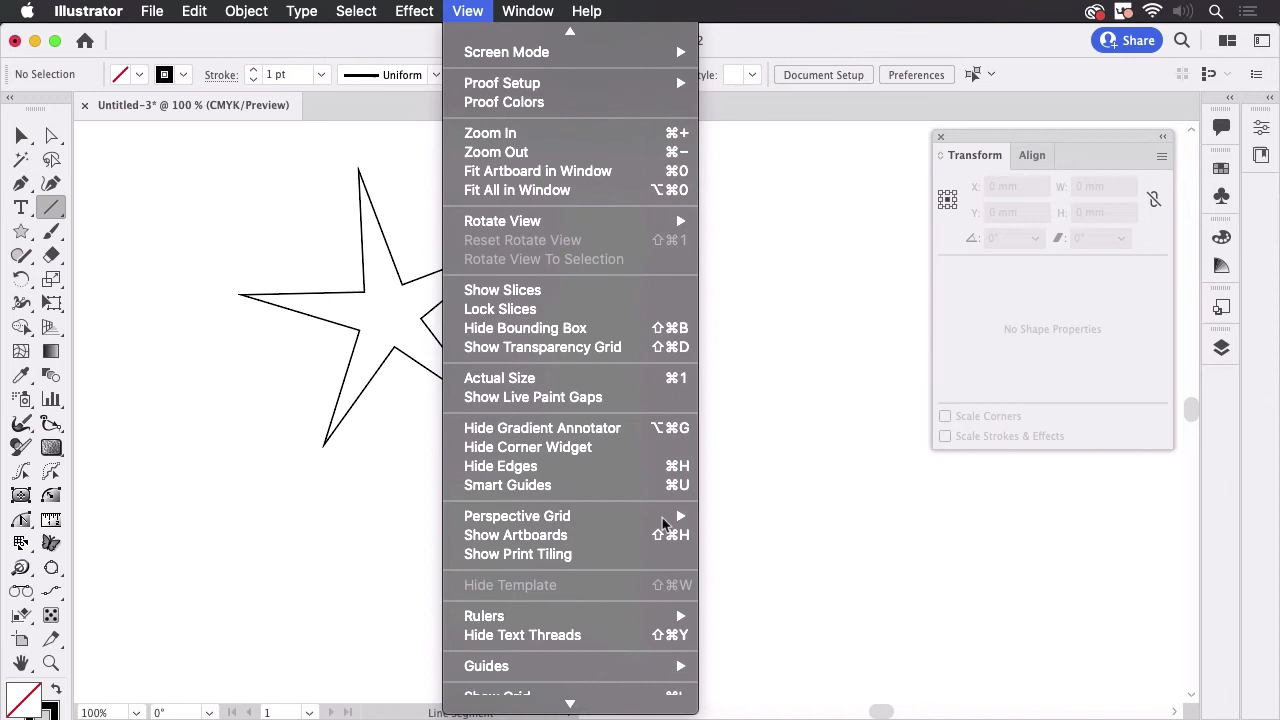 Illustrator File Edit Object Type Select Effect View Window Help
2
Share
No Selection Stroke: 1 pt Uniform Style: Document Setup Preferences
Untitled-3* @ 100 % (CMYK/Preview)
Screen Mode
Proof Setup
Proof Colors
Zoom In ⌘+
Zoom Out ⌘−
Fit Artboard in Window ⌘0
Fit All in Window ⌥⌘0
Rotate View
Reset Rotate View ⇧⌘1
Rotate View To Selection
Show Slices
Lock Slices
Hide Bounding Box ⇧⌘B
Show Transparency Grid ⇧⌘D
Actual Size ⌘1
Show Live Paint Gaps
Hide Gradient Annotator ⌥⌘G
Hide Corner Widget
Hide Edges ⌘H
Smart Guides ⌘U
Perspective Grid
Show Artboards ⇧⌘H
Show Print Tiling
Hide Template ⇧⌘W
Rulers
Hide Text Threads ⇧⌘Y
Guides
Transform Align
X: 0 mm W: 0 mm
Y: 0 mm H: 0 mm
0° 0°
No Shape Properties
Scale Corners
Scale Strokes & Effects
100% 0° 1 Line Segment